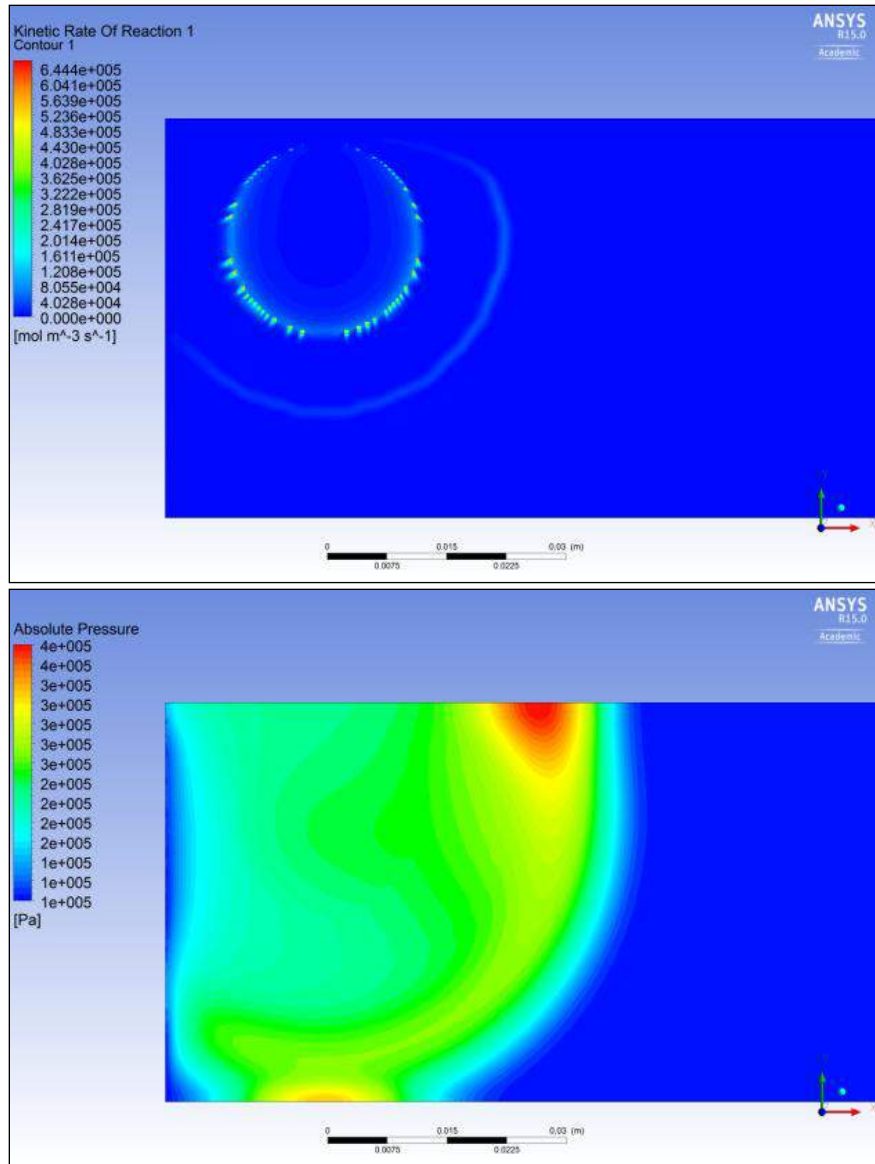 Kinetic Rate Of Reaction 1
Contour 1
ANSYS
R15.0
Academic
6.444e+005
6.041e+005
5.639e+005
5.236e+005
4.833e+005
4.430e+005
4.028e+005
3.625e+005
3.222e+005
2.819e+005
2.417e+005
2.014e+005
1.611e+005
1.208e+005
8.055e+004
4.028e+004
0.000e+000
[mol m^-3 s^-1]
0 0.015 0.03 (m)
0.0075 0.0225
Absolute Pressure
ANSYS
R15.0
Academic
4e+005
4e+005
3e+005
3e+005
3e+005
3e+005
3e+005
2e+005
2e+005
2e+005
2e+005
1e+005
1e+005
[Pa]
0 0.015 0.03 (m)
0.0075 0.0225